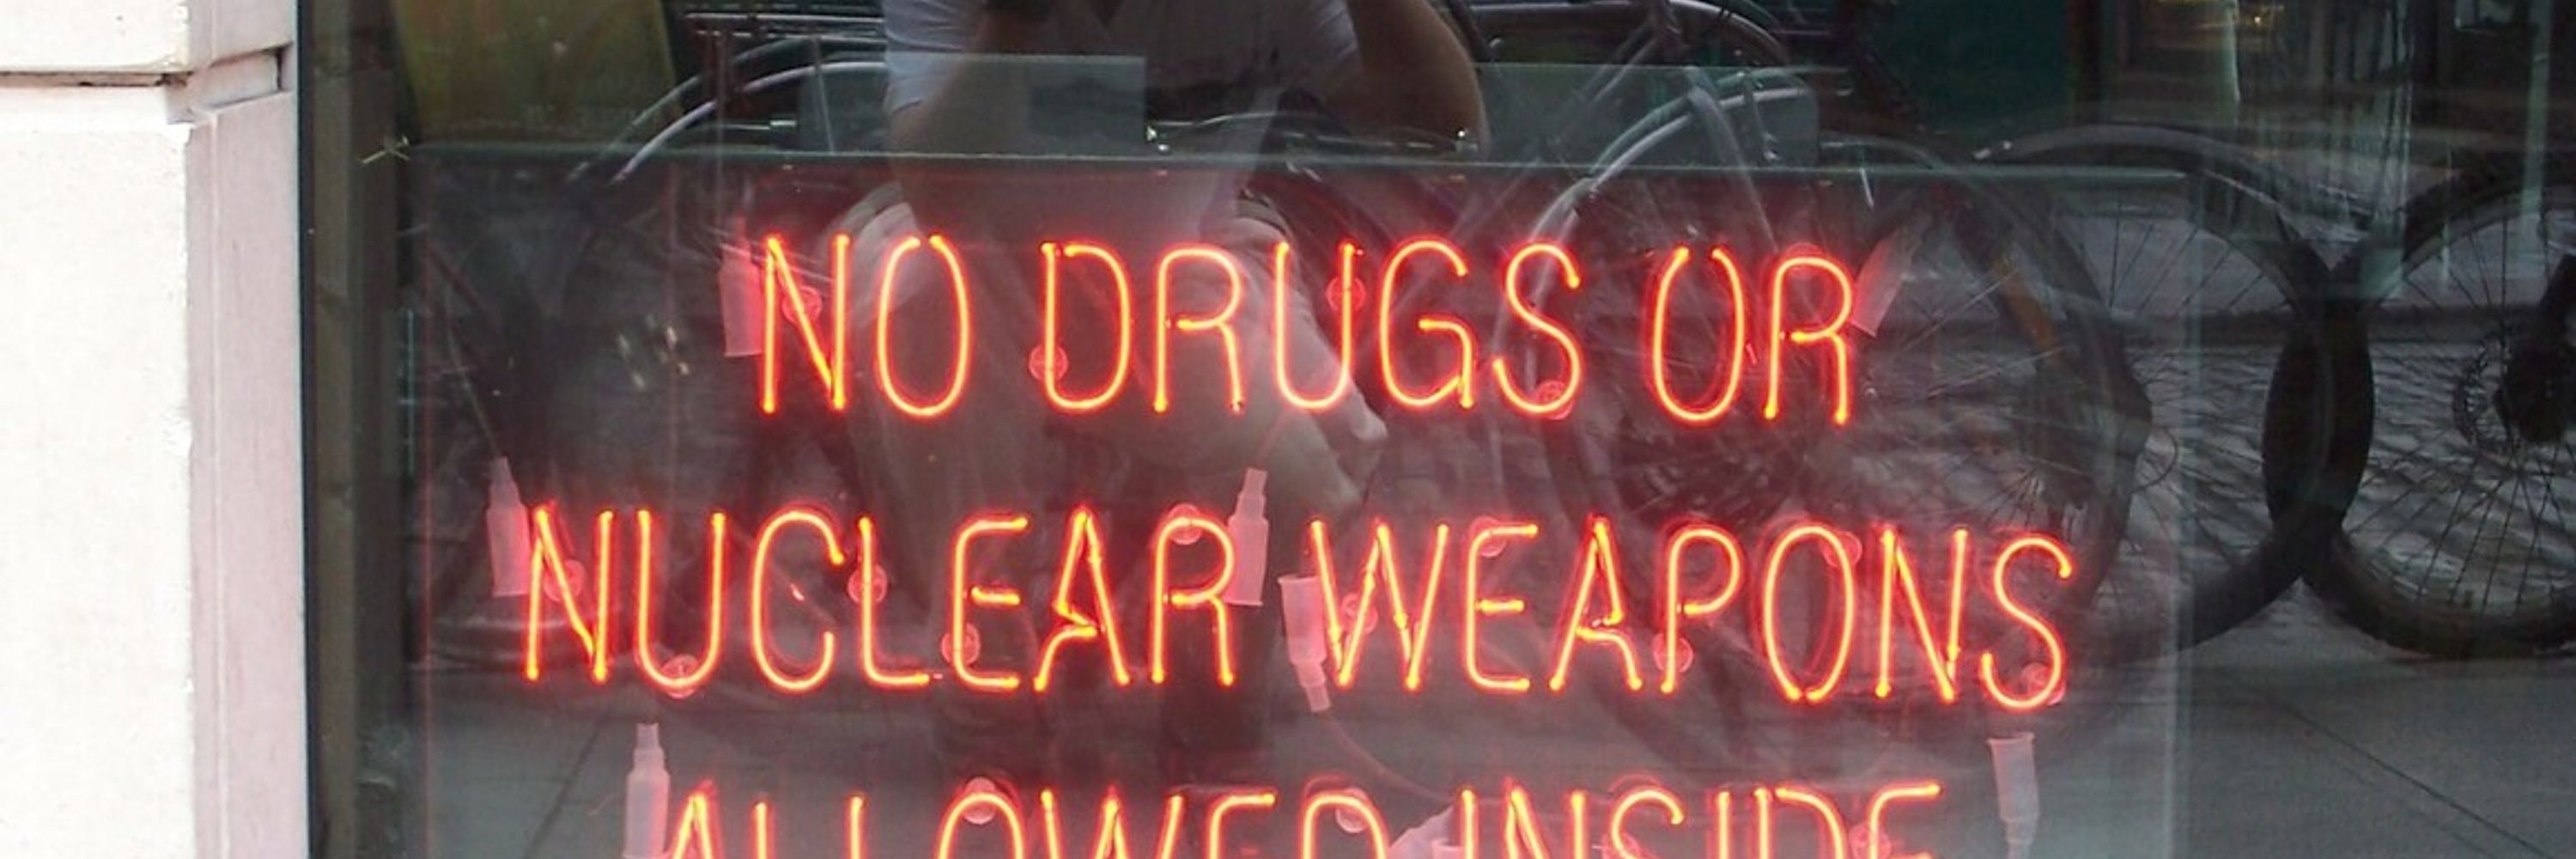 NO DRUGS OR
NUCLEAR WEAPONS
ALLOWED INSIDE